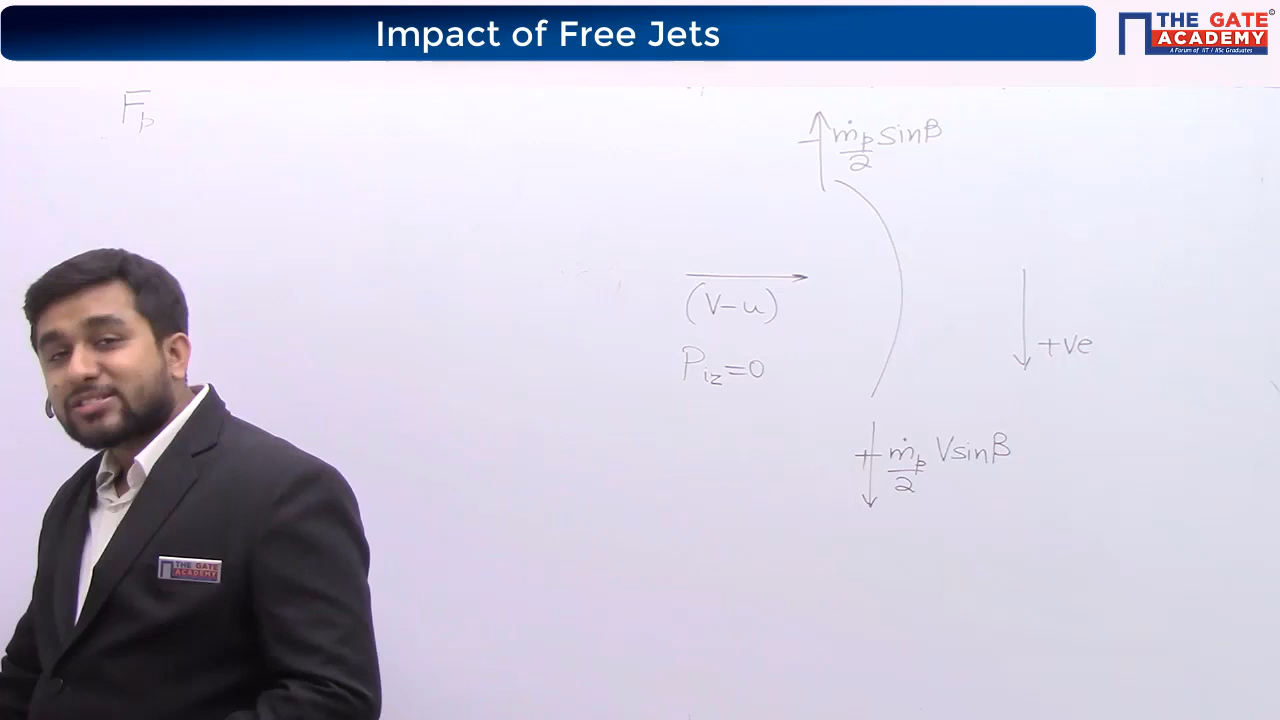 Impact of Free Jets
THE GATE
ACADEMY
A Forum of IIT / IISc Graduates
©
F_p
− ṁ_p/2 sinβ
(V−u)
P_iz=0
+ve
+ ṁ_p/2 Vsinβ
THE GATE
ACADEMY